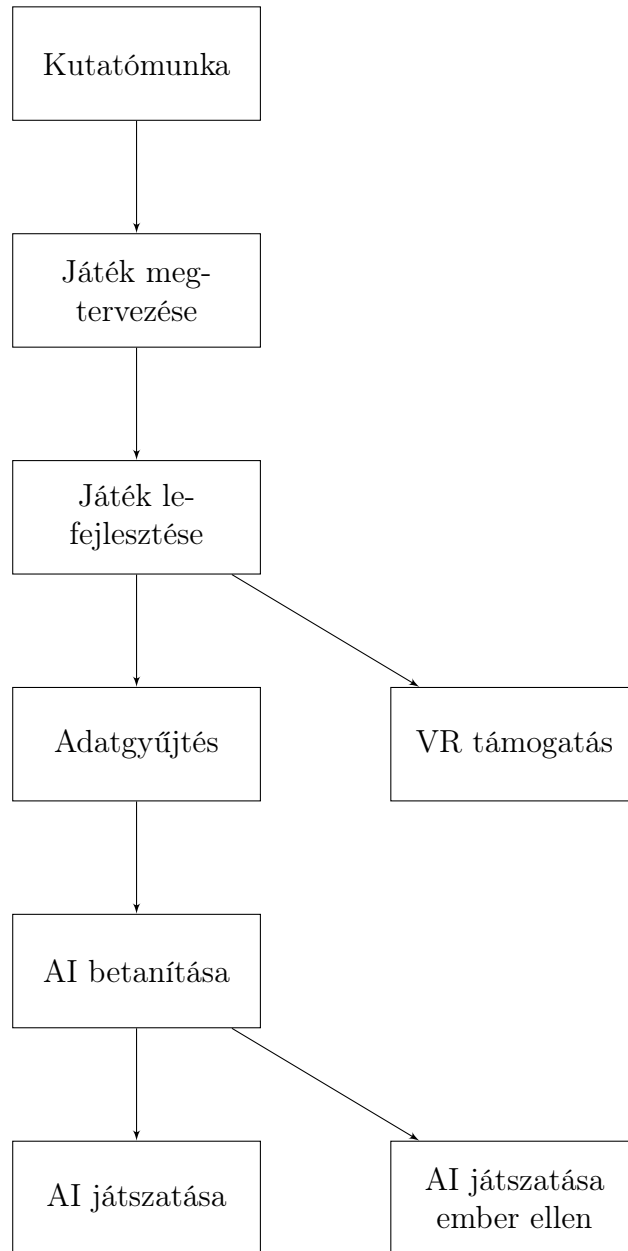 Kutatómunka
Játék meg-
tervezése
Játék le-
fejlesztése
Adatgyűjtés
VR támogatás
AI betanítása
AI játszatása
AI játszatása
ember ellen